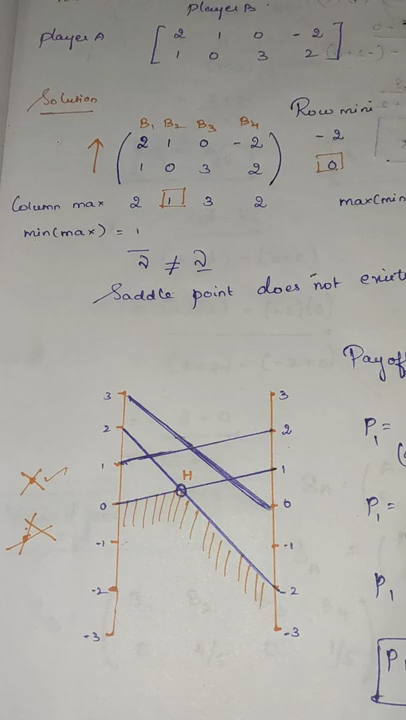 Player B
Player A [ 2 1 0 -2
1 0 3 2 ]
Solution
B1 B2 B3 B4 Row mini
2 1 0 -2 -2
1 0 3 2 0
Column max 2 1 3 2 max(min
min(max) = 1
Saddle point does not exist
Payoff
3 3
2 2
1 1
H
0 0
-1 -1
-2 -2
-3 -3
P1 =
P1 =
P1
P